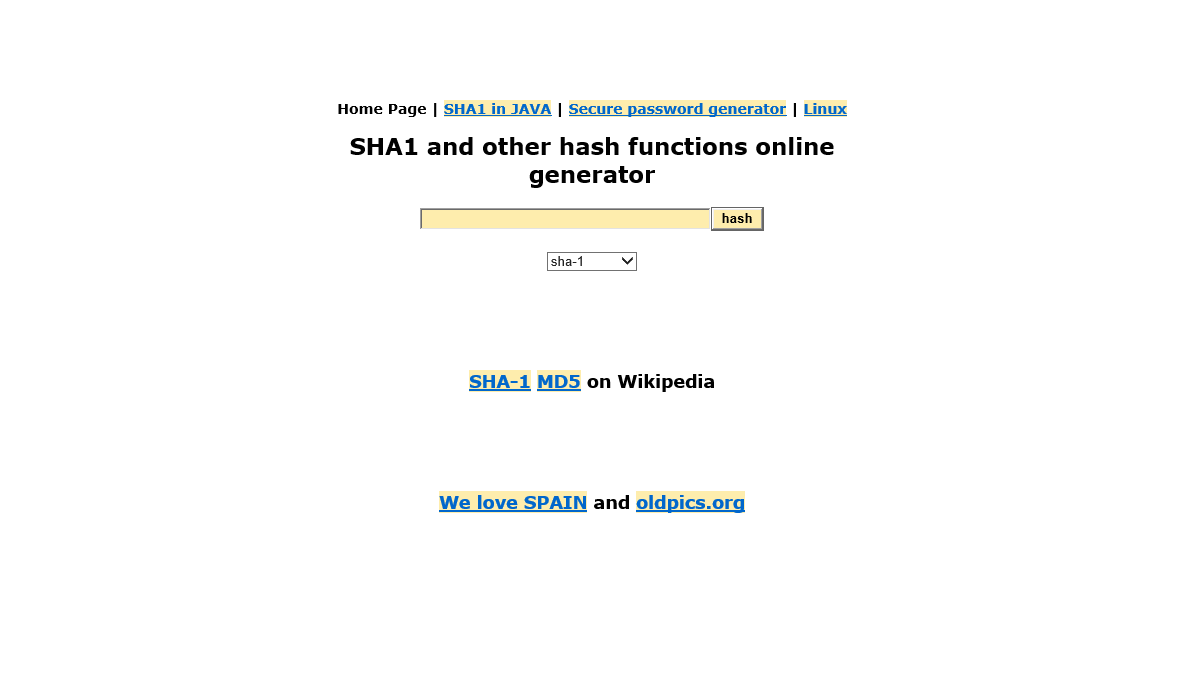 Home Page | SHA1 in JAVA | Secure password generator | Linux
SHA1 and other hash functions online
generator
hash
sha-1
SHA-1 MD5 on Wikipedia
We love SPAIN and oldpics.org